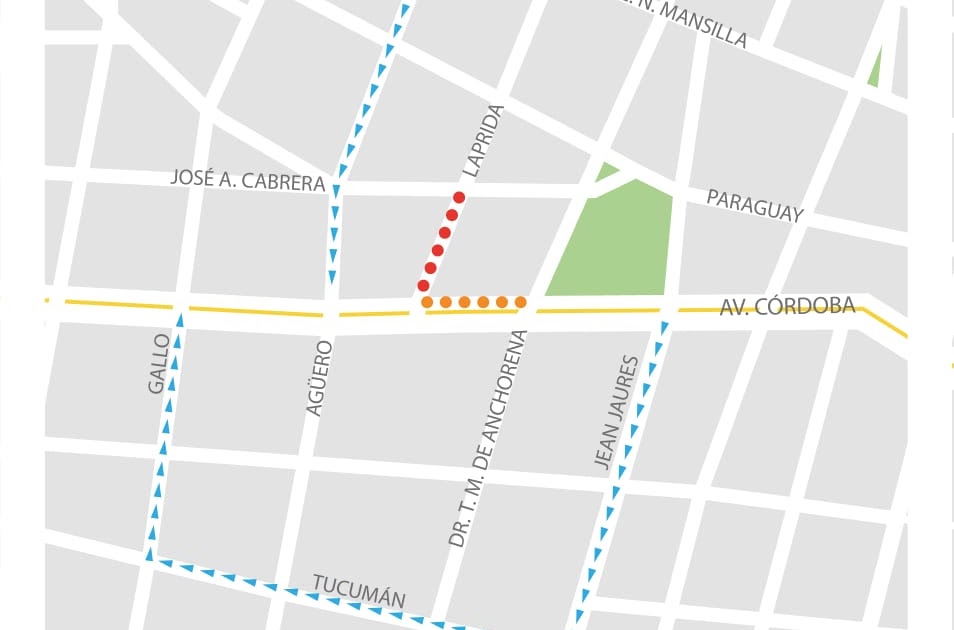 . N. MANSILLA
LAPRIDA
JOSÉ A. CABRERA
PARAGUAY
AV. CÓRDOBA
GALLO
AGÜERO
DR. T. M. DE ANCHORENA
JEAN JAURES
TUCUMÁN